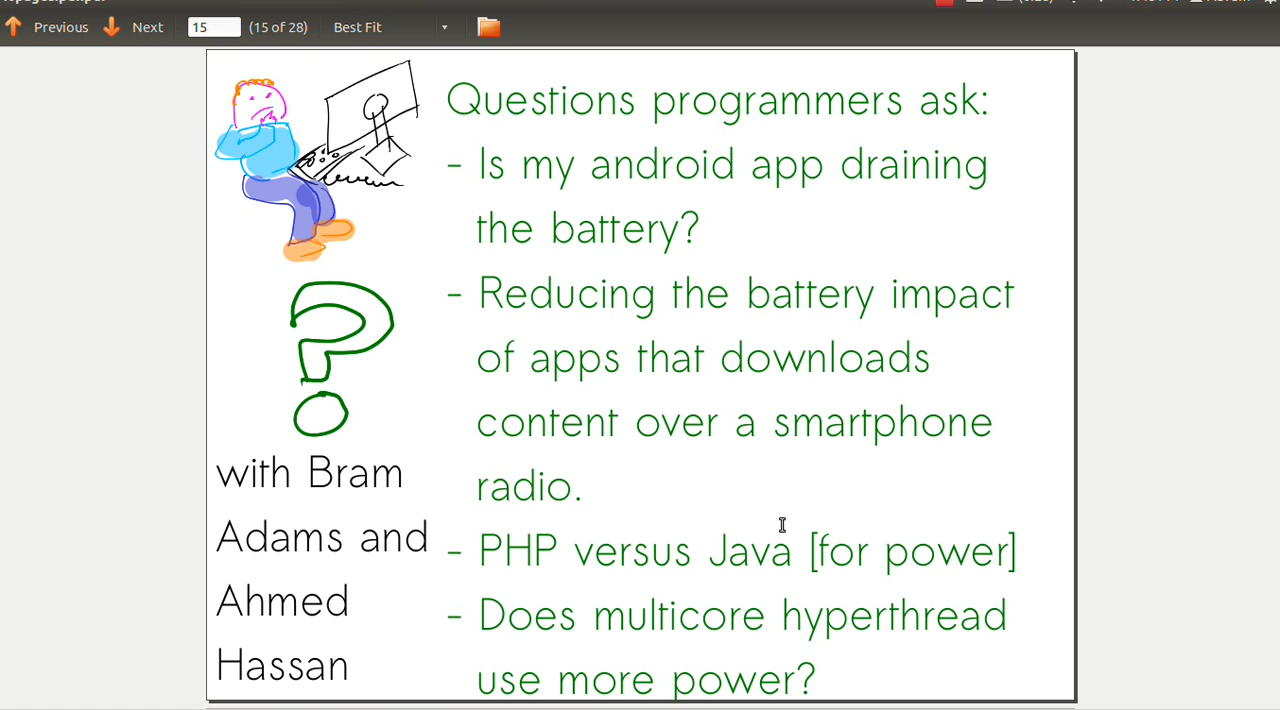 Previous Next 15 (15 of 28) Best Fit
Questions programmers ask:
- Is my android app draining
the battery?
- Reducing the battery impact
of apps that downloads
content over a smartphone
radio.
- PHP versus Java [for power]
- Does multicore hyperthread
use more power?
with Bram
Adams and
Ahmed
Hassan